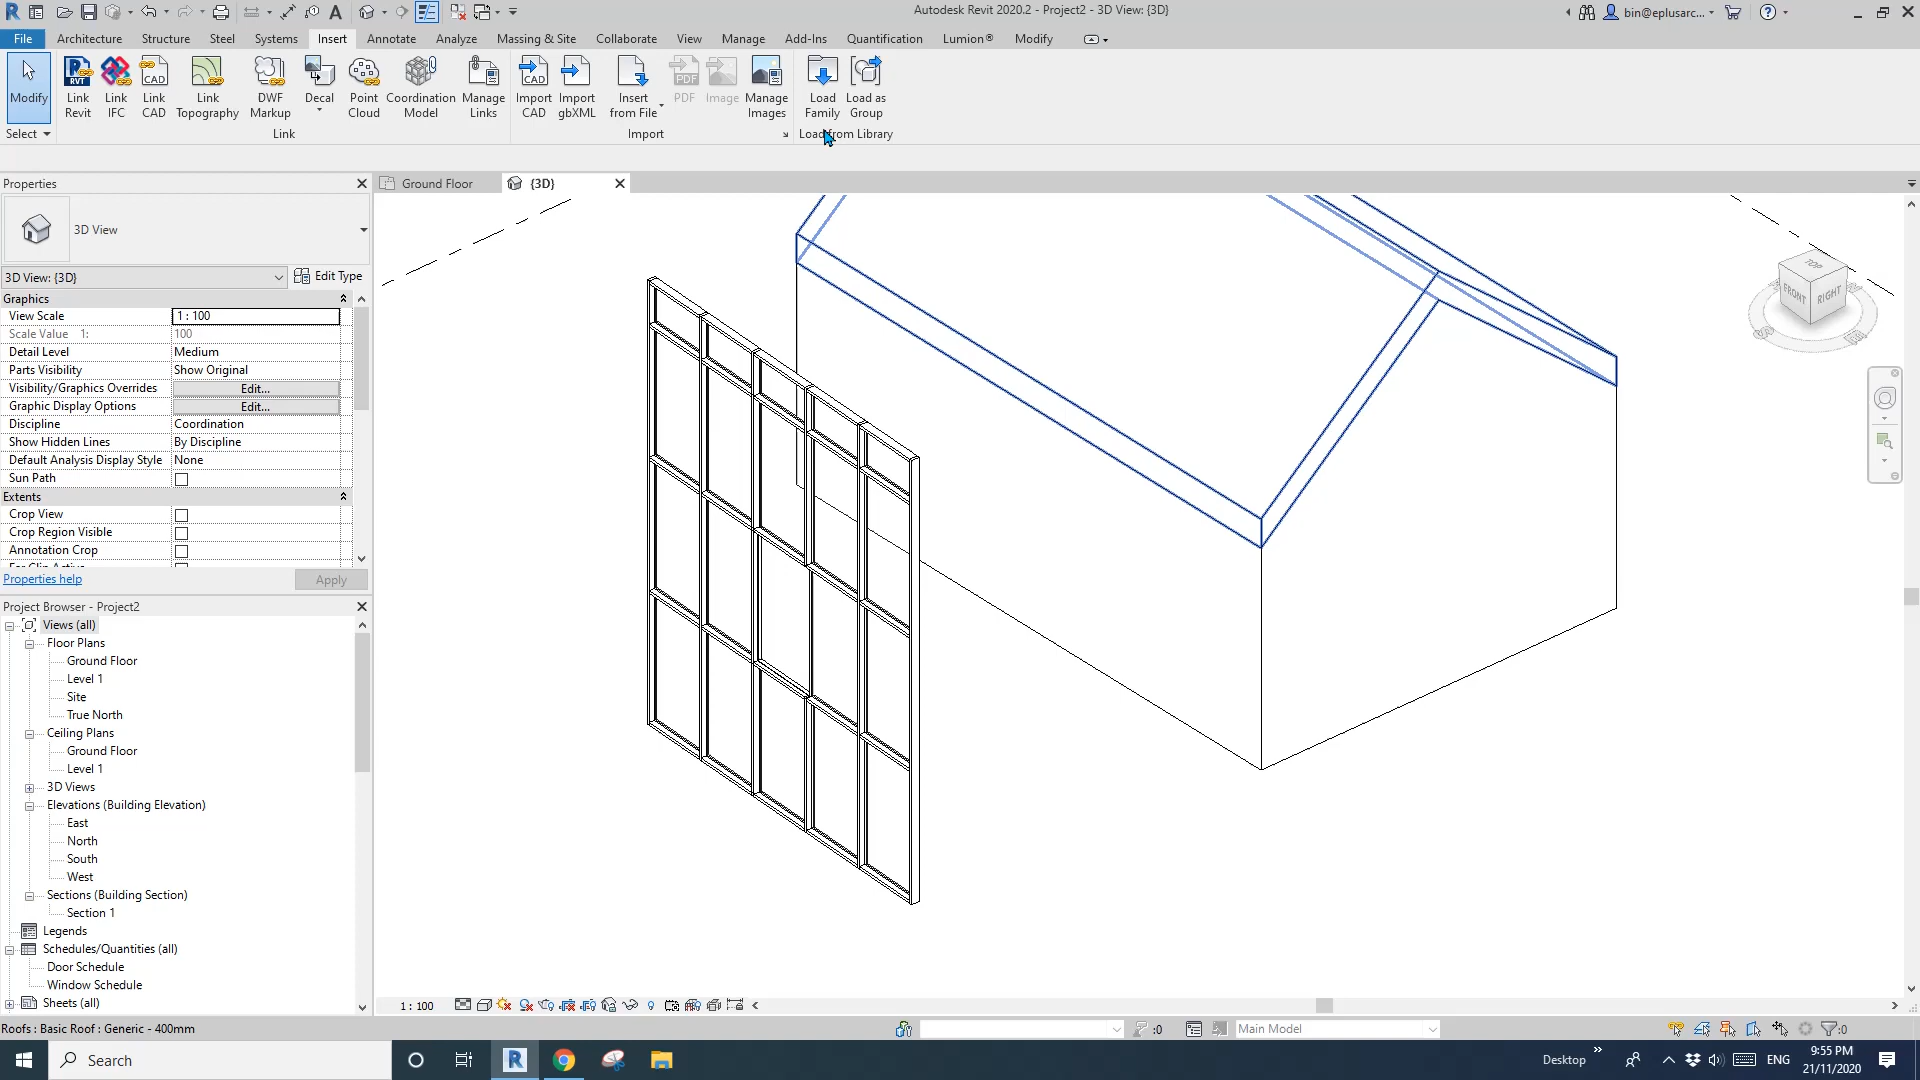 Autodesk Revit 2020.2 - Project2 - 3D View: {3D}
bin@eplusarc...
File
Architecture
Structure
Steel
Systems
Insert
Annotate
Analyze
Massing & Site
Collaborate
View
Manage
Add-Ins
Quantification
Lumion®
Modify
Modify
Link Revit
Link IFC
Link CAD
Link Topography
DWF Markup
Decal
Point Cloud
Coordination Model
Manage Links
Import CAD
Import gbXML
Insert from File
PDF
Image
Manage Images
Load Family
Load as Group
Select
Link
Import
Load from Library
Properties
Ground Floor
{3D}
3D View
3D View: {3D}
Edit Type
Graphics
View Scale
1 : 100
Scale Value 1:
100
Detail Level
Medium
Parts Visibility
Show Original
Visibility/Graphics Overrides
Edit...
Graphic Display Options
Edit...
Discipline
Coordination
Show Hidden Lines
By Discipline
Default Analysis Display Style
None
Sun Path
Extents
Crop View
Crop Region Visible
Annotation Crop
Properties help
Apply
Project Browser - Project2
Views (all)
Floor Plans
Ground Floor
Level 1
Site
True North
Ceiling Plans
Ground Floor
Level 1
3D Views
Elevations (Building Elevation)
East
North
South
West
Sections (Building Section)
Section 1
Legends
Schedules/Quantities (all)
Door Schedule
Window Schedule
Sheets (all)
TOP
FRONT
RIGHT
1 : 100
Roofs : Basic Roof : Generic - 400mm
:0
Main Model
:0
Search
Desktop
ENG
9:55 PM
21/11/2020